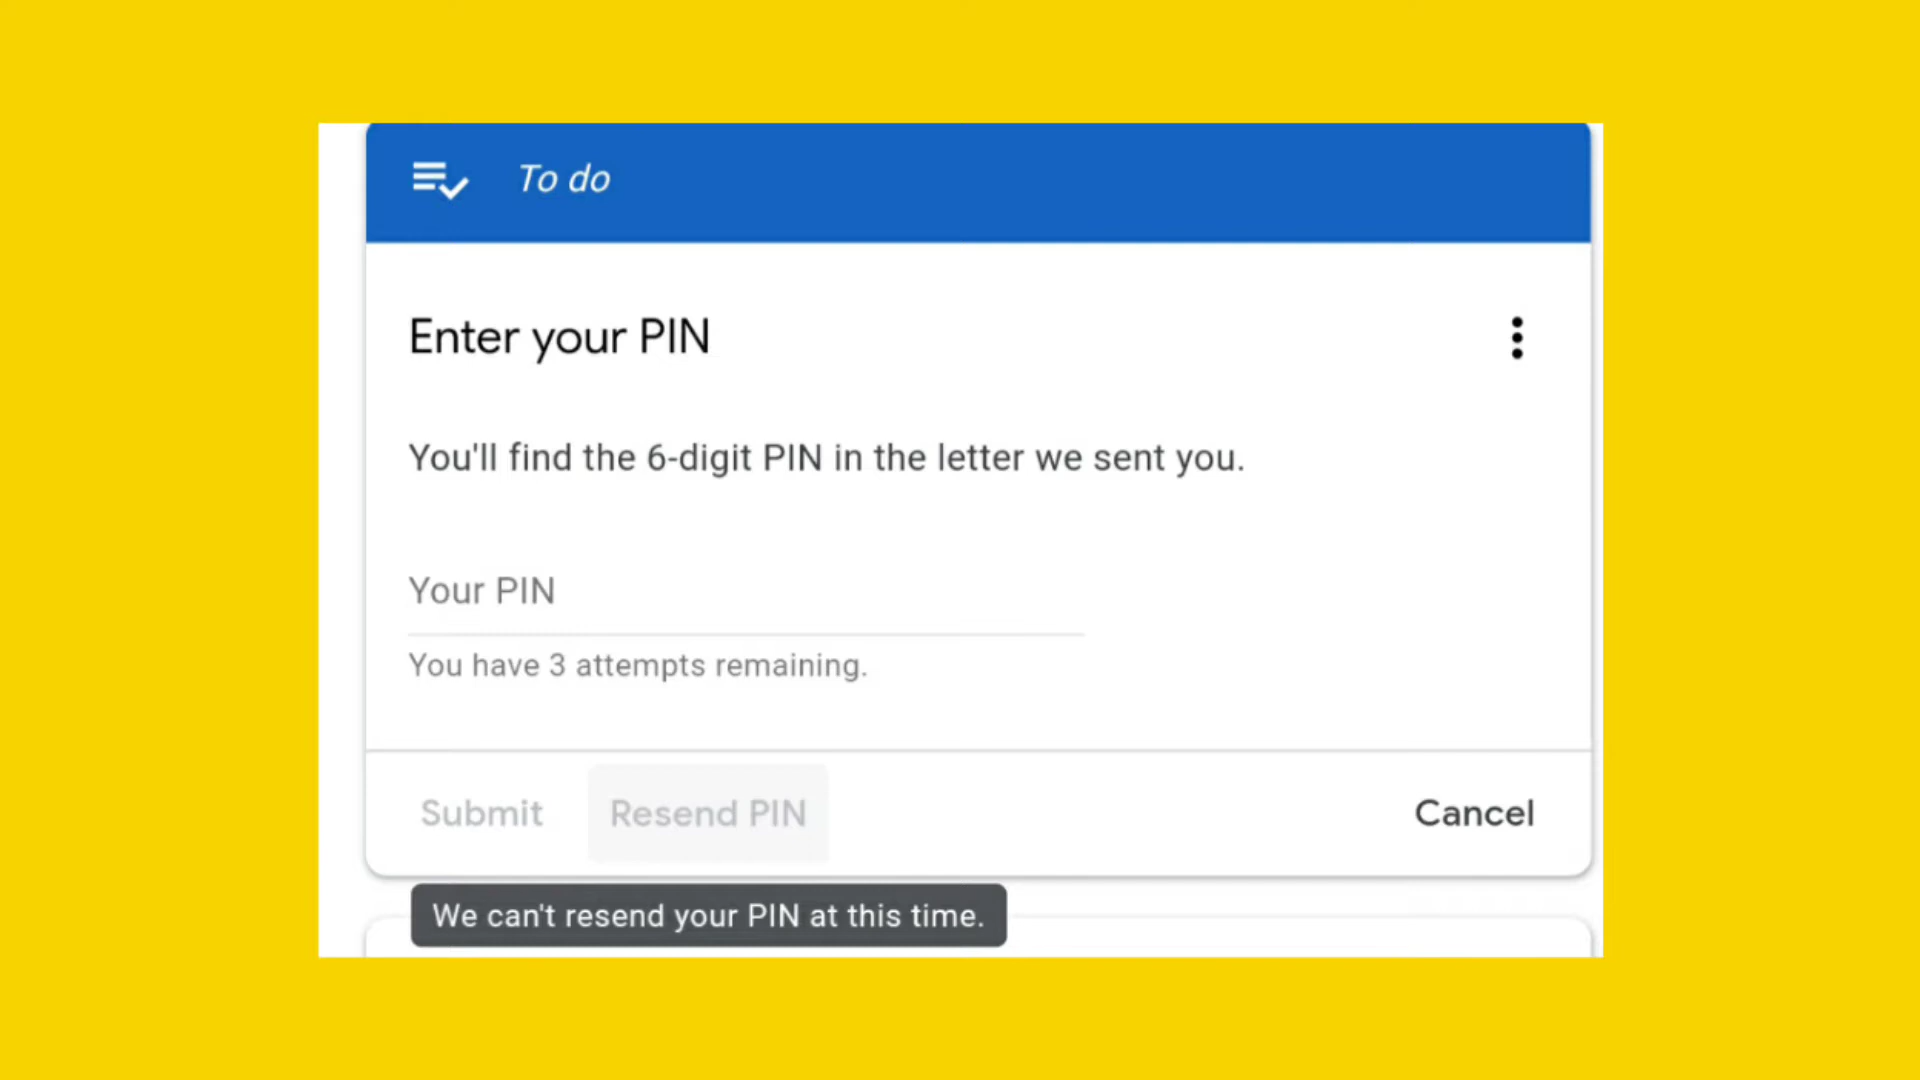 To do
Enter your PIN
You'll find the 6-digit PIN in the letter we sent you.
Your PIN
You have 3 attempts remaining.
Submit Resend PIN Cancel
We can't resend your PIN at this time.